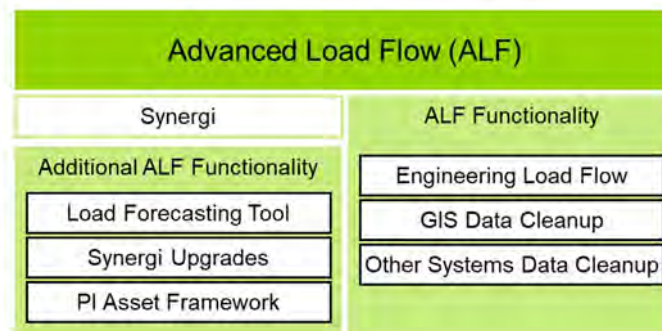 Advanced Load Flow (ALF)
Synergi
Additional ALF Functionality
Load Forecasting Tool
Synergi Upgrades
PI Asset Framework
ALF Functionality
Engineering Load Flow
GIS Data Cleanup
Other Systems Data Cleanup